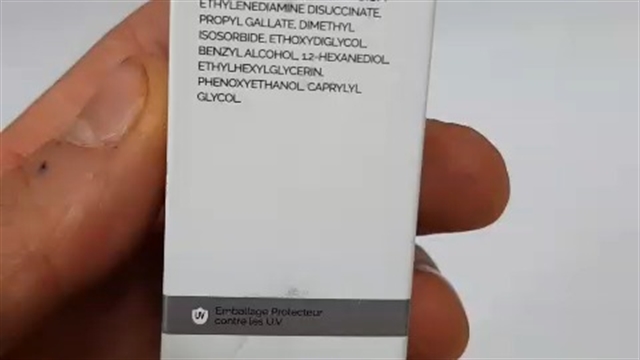 ETHYLENEDIAMINE DISUCCINATE,
PROPYL GALLATE, DIMETHYL
ISOSORBIDE, ETHOXYDIGLYCOL,
BENZYL ALCOHOL, 1,2-HEXANEDIOL,
ETHYLHEXYLGLYCERIN,
PHENOXYETHANOL, CAPRYLYL
GLYCOL.
UV
Emballage Protecteur
contre les U.V